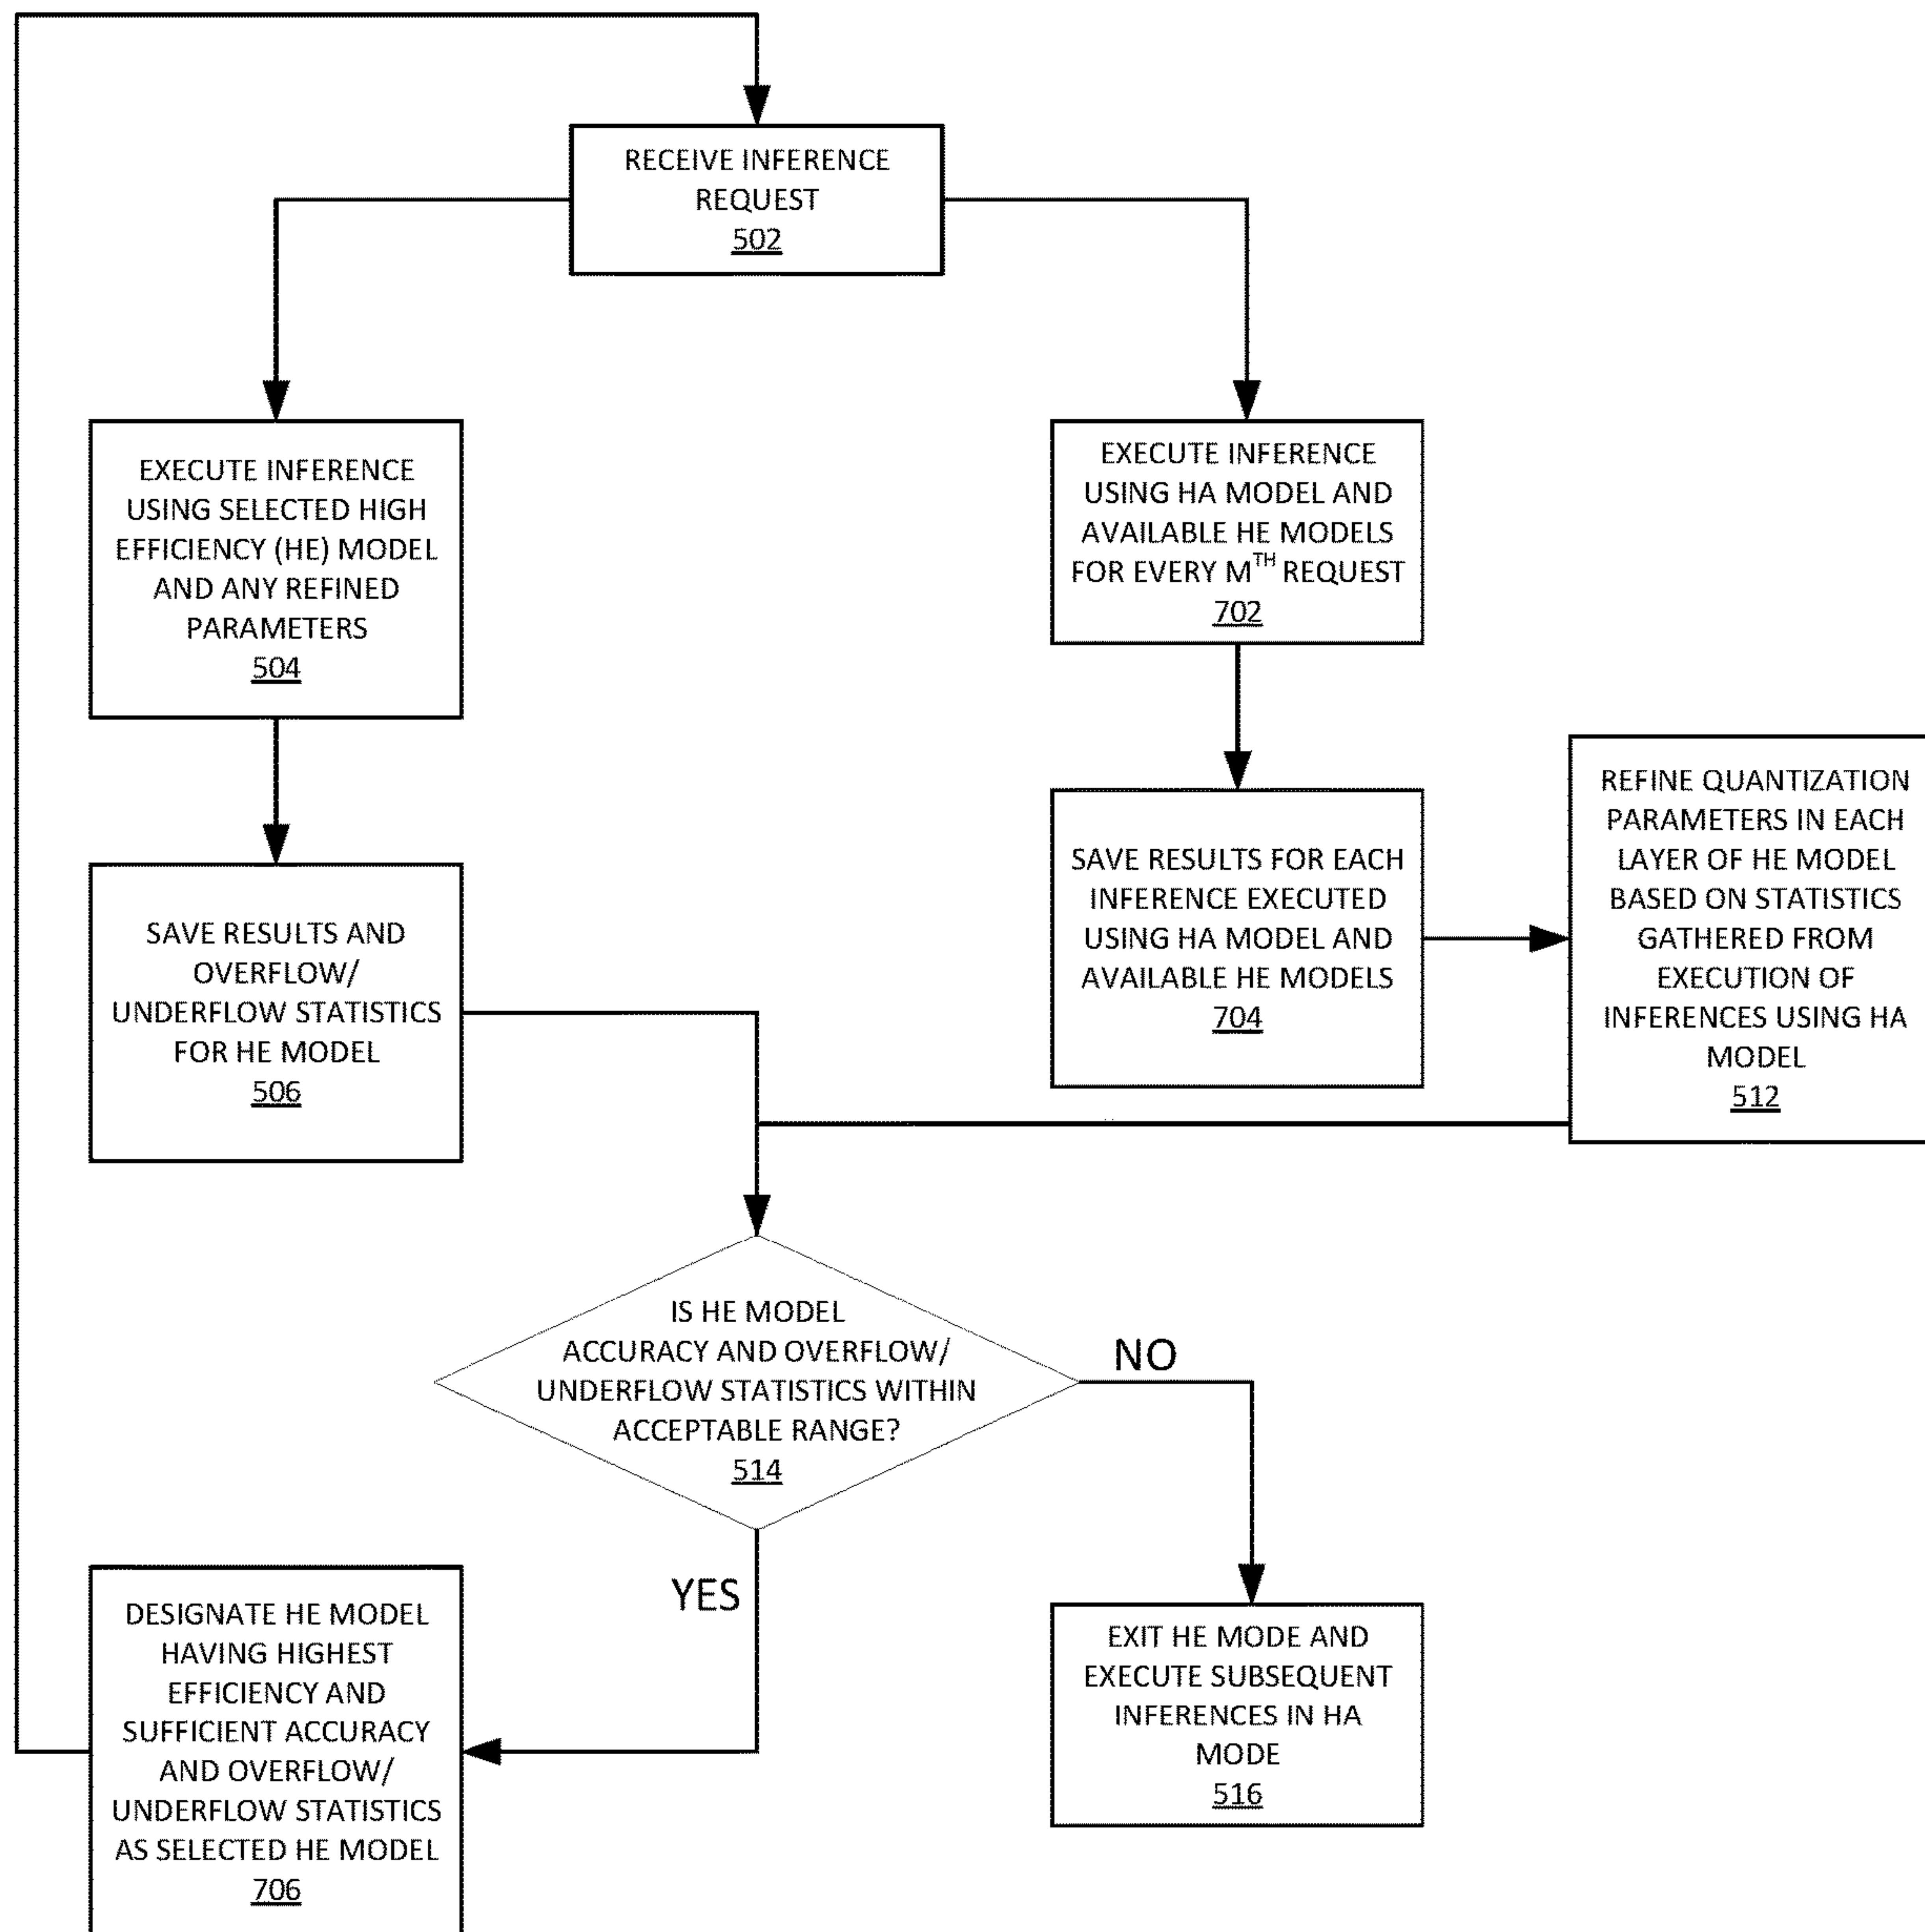 RECEIVE INFERENCE
REQUEST
502
EXECUTE INFERENCE
USING SELECTED HIGH
EFFICIENCY (HE) MODEL
AND ANY REFINED
PARAMETERS
504
EXECUTE INFERENCE
USING HA MODEL AND
AVAILABLE HE MODELS
FOR EVERY M^TH REQUEST
702
SAVE RESULTS AND
OVERFLOW/
UNDERFLOW STATISTICS
FOR HE MODEL
506
SAVE RESULTS FOR EACH
INFERENCE EXECUTED
USING HA MODEL AND
AVAILABLE HE MODELS
704
REFINE QUANTIZATION
PARAMETERS IN EACH
LAYER OF HE MODEL
BASED ON STATISTICS
GATHERED FROM
EXECUTION OF
INFERENCES USING HA
MODEL
512
IS HE MODEL
ACCURACY AND OVERFLOW/
UNDERFLOW STATISTICS WITHIN
ACCEPTABLE RANGE?
514
NO
YES
DESIGNATE HE MODEL
HAVING HIGHEST
EFFICIENCY AND
SUFFICIENT ACCURACY
AND OVERFLOW/
UNDERFLOW STATISTICS
AS SELECTED HE MODEL
706
EXIT HE MODE AND
EXECUTE SUBSEQUENT
INFERENCES IN HA
MODE
516